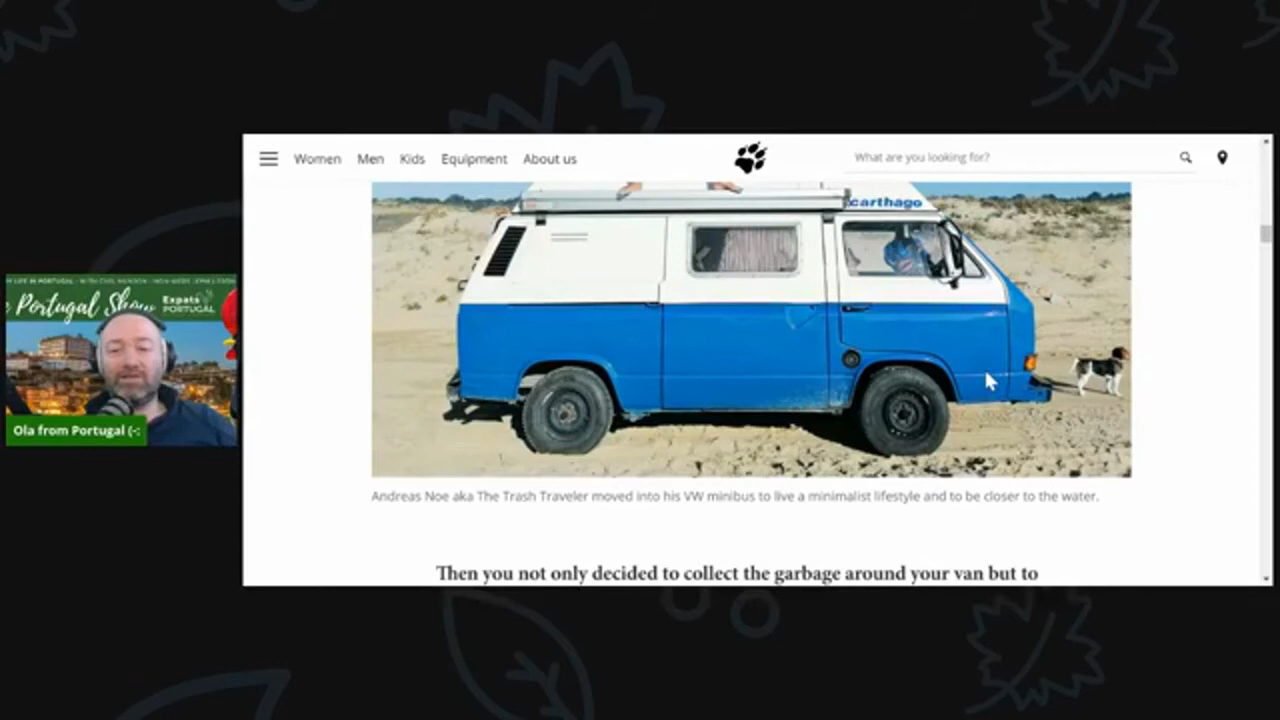 Women Men Kids Equipment About us
What are you looking for?
carthago
Andreas Noe aka The Trash Traveler moved into his VW minibus to live a minimalist lifestyle and to be closer to the water.
Then you not only decided to collect the garbage around your van but to
Portugal Show
Expats
PORTUGAL
Ola from Portugal (-: